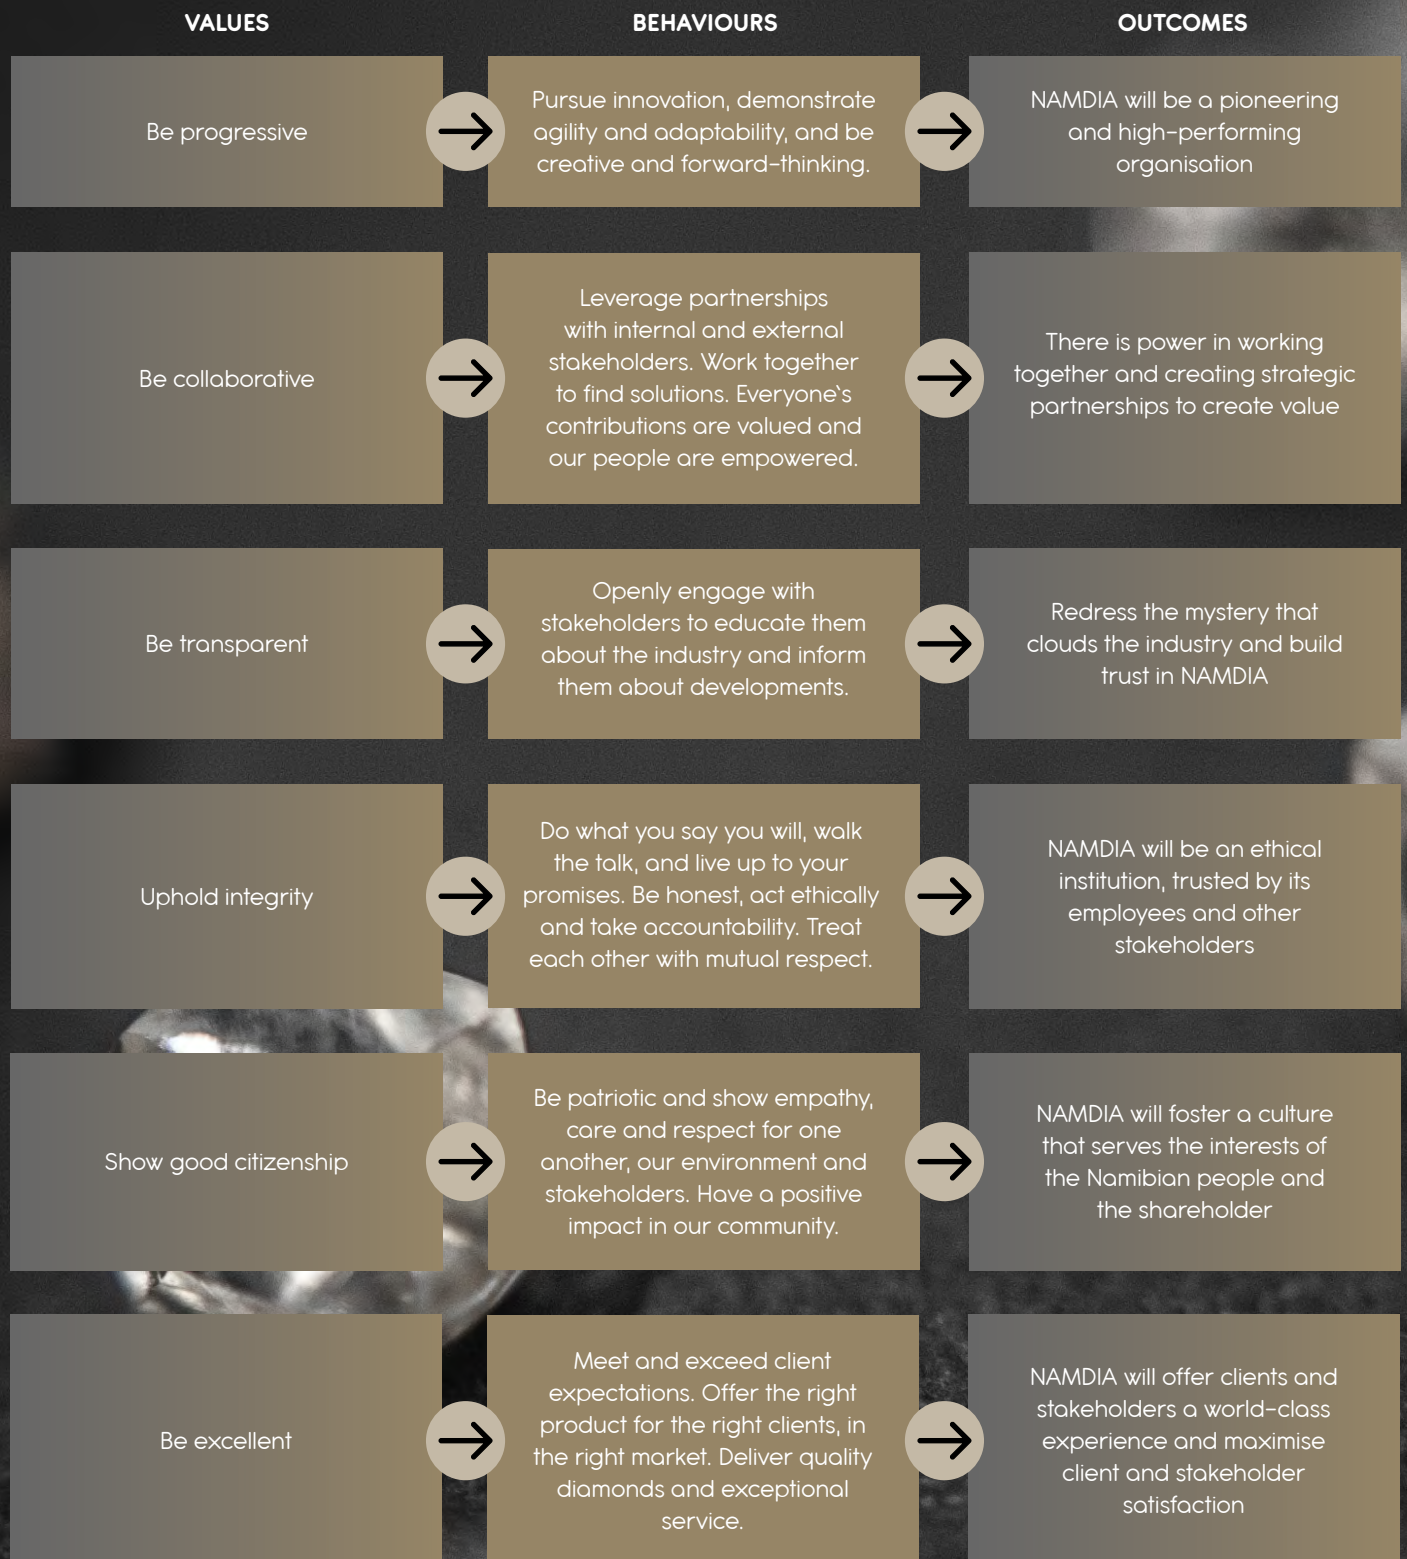 VALUES
BEHAVIOURS
OUTCOMES
Be progressive
Pursue innovation, demonstrate
agility and adaptability, and be
creative and forward-thinking.
NAMDIA will be a pioneering
and high-performing
organisation
Be collaborative
Leverage partnerships
with internal and external
stakeholders. Work together
to find solutions. Everyone`s
contributions are valued and
our people are empowered.
There is power in working
together and creating strategic
partnerships to create value
Be transparent
Openly engage with
stakeholders to educate them
about the industry and inform
them about developments.
Redress the mystery that
clouds the industry and build
trust in NAMDIA
Uphold integrity
Do what you say you will, walk
the talk, and live up to your
promises. Be honest, act ethically
and take accountability. Treat
each other with mutual respect.
NAMDIA will be an ethical
institution, trusted by its
employees and other
stakeholders
Show good citizenship
Be patriotic and show empathy,
care and respect for one
another, our environment and
stakeholders. Have a positive
impact in our community.
NAMDIA will foster a culture
that serves the interests of
the Namibian people and
the shareholder
Be excellent
Meet and exceed client
expectations. Offer the right
product for the right clients, in
the right market. Deliver quality
diamonds and exceptional
service.
NAMDIA will offer clients and
stakeholders a world-class
experience and maximise
client and stakeholder
satisfaction